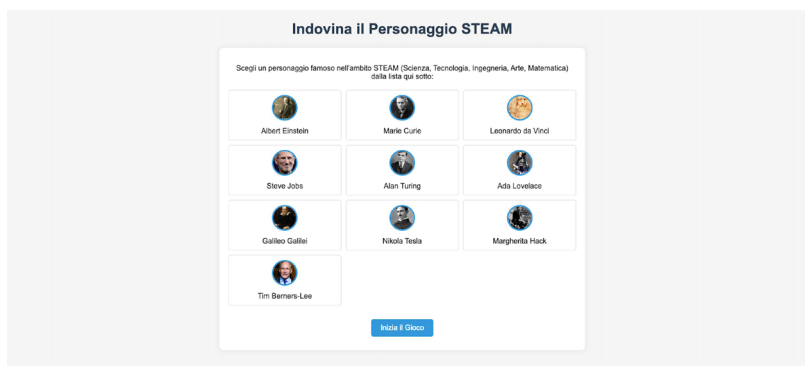 Indovina il Personaggio STEAM
Scegli un personaggio famoso nell'ambito STEAM (Scienza, Tecnologia, Ingegneria, Arte, Matematica)
dalla lista qui sotto:
Albert Einstein
Marie Curie
Leonardo da Vinci
Steve Jobs
Alan Turing
Ada Lovelace
Galileo Galilei
Nikola Tesla
Margherita Hack
Tim Berners-Lee
Inizia il Gioco